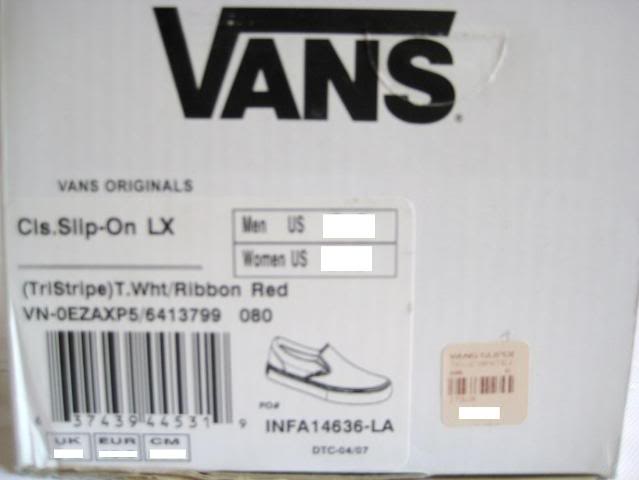 VANS
VANS ORIGINALS
Cls.Slip-On LX
Men US
Women US
(TriStripe)T.Wht/Ribbon Red
VN-0EZAXP5/6413799 080
6 37439 44531 9
PO#
INFA14636-LA
UK EUR CM
DTC-04/07